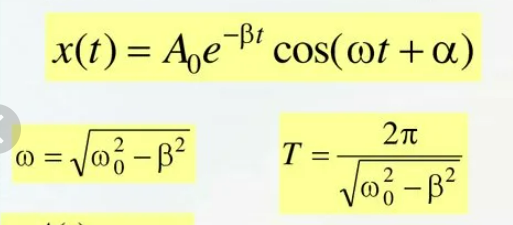 x(t) = A₀e^{−βt} cos(ωt + α)
ω = √(ω₀² − β²)
T = 2π / √(ω₀² − β²)